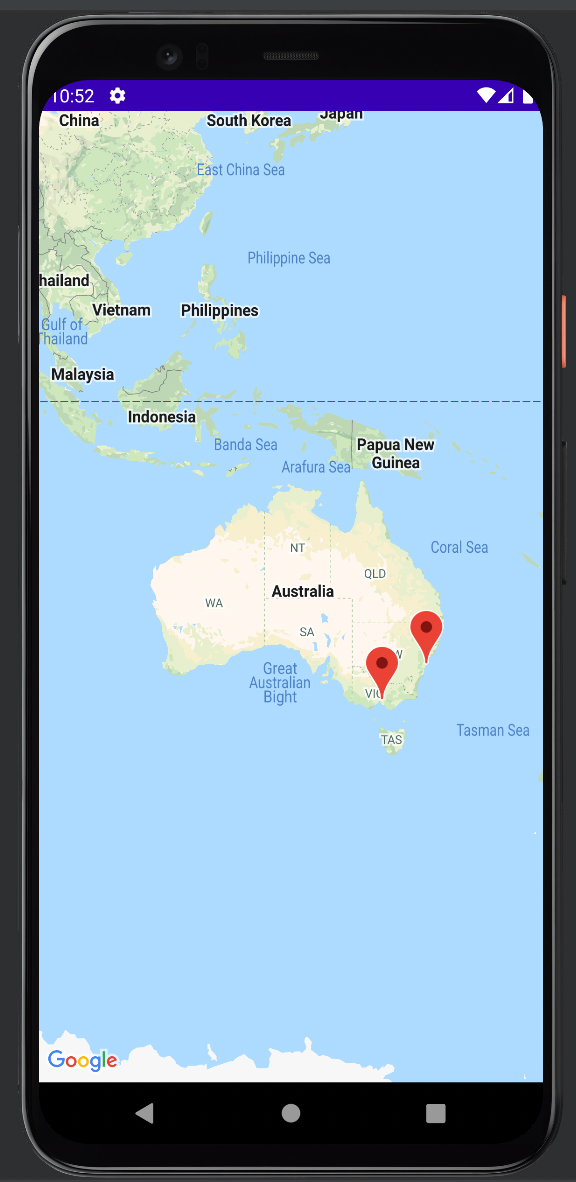 10:52
China
South Korea
Japan
East China Sea
Philippine Sea
hailand
Vietnam
Philippines
Gulf of
Thailand
Malaysia
Indonesia
Banda Sea
Papua New
Guinea
Arafura Sea
Coral Sea
NT
QLD
Australia
WA
SA
W
Great
Australian
Bight
VIC
Tasman Sea
TAS
Google